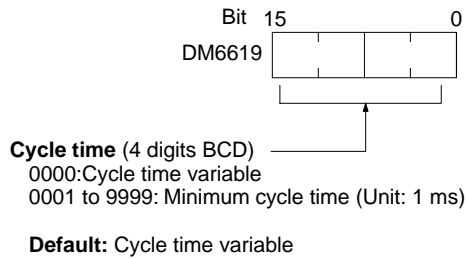 Bit 15 0
DM6619
Cycle time (4 digits BCD)
0000:Cycle time variable
0001 to 9999: Minimum cycle time (Unit: 1 ms)
Default: Cycle time variable